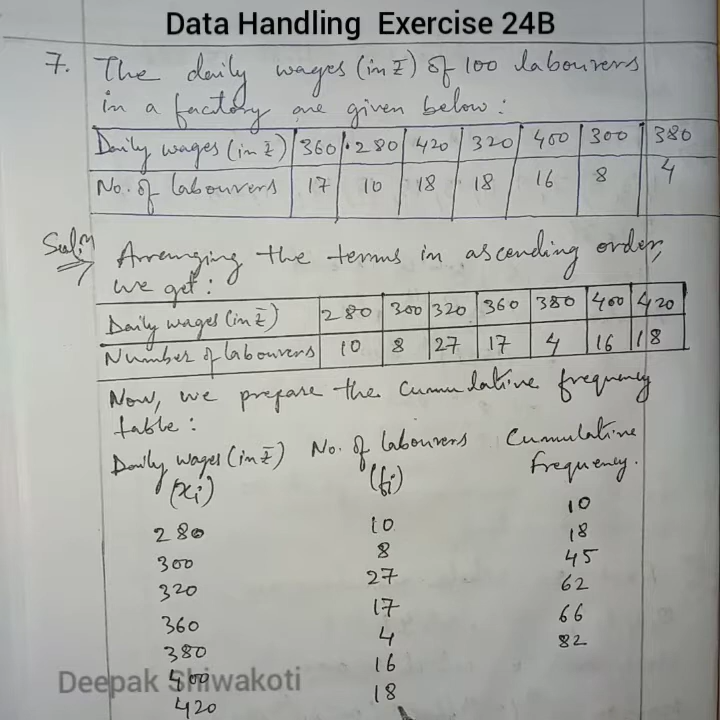 Data Handling Exercise 24B
7. The daily wages (in ₹) of 100 labourers
in a factory are given below:
Daily wages (in ₹) 360 280 420 320 400 300 380
No. of labourers 17 10 18 18 16 8 4
Solⁿ Arranging the terms in ascending order,
we get:
Daily wages (in ₹) 280 300 320 360 380 400 420
Number of labourers 10 8 27 17 4 16 18
Now, we prepare the cummulative frequency
table:
Daily wages (in ₹) No. of labourers Cummulative
(xi) (fi) frequency.
280 10 10
300 8 18
320 27 45
360 17 62
380 4 66
400 16 82
420 18
Deepak Shiwakoti